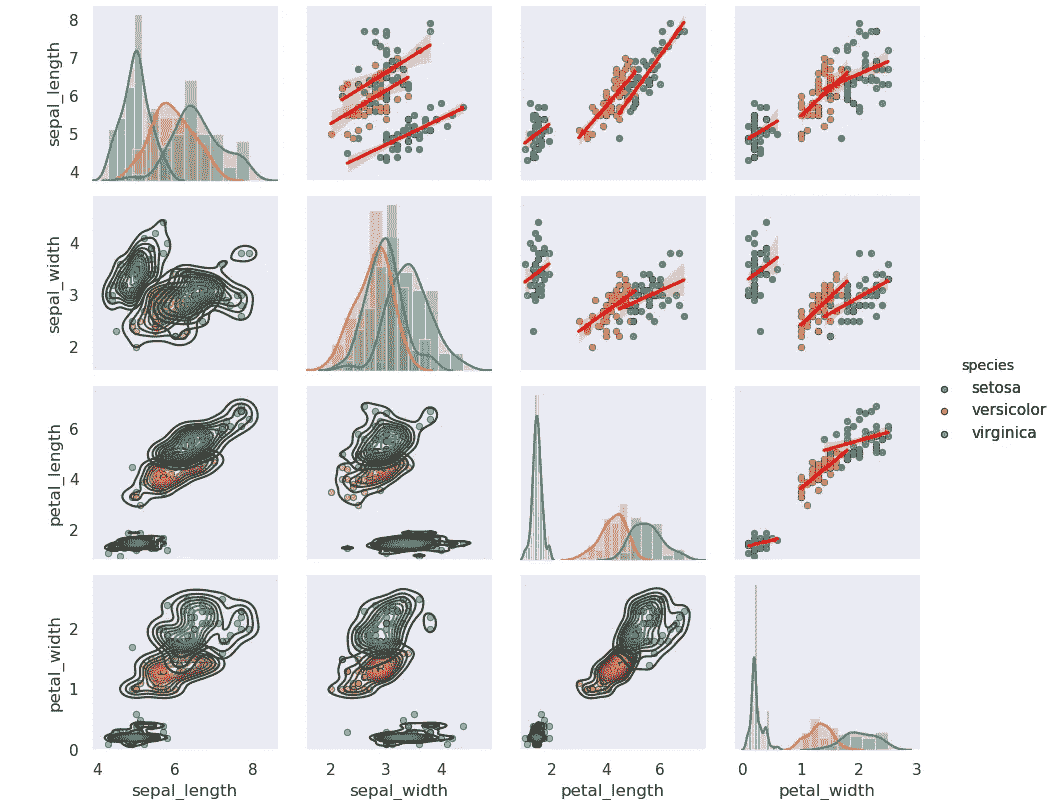 8
7
6
5
4
sepal_length
4
3
2
sepal_width
6
4
2
petal_length
2
1
0
petal_width
4 6 8
sepal_length
2 3 4
sepal_width
2 4 6
petal_length
0 1 2 3
petal_width
species
setosa
versicolor
virginica